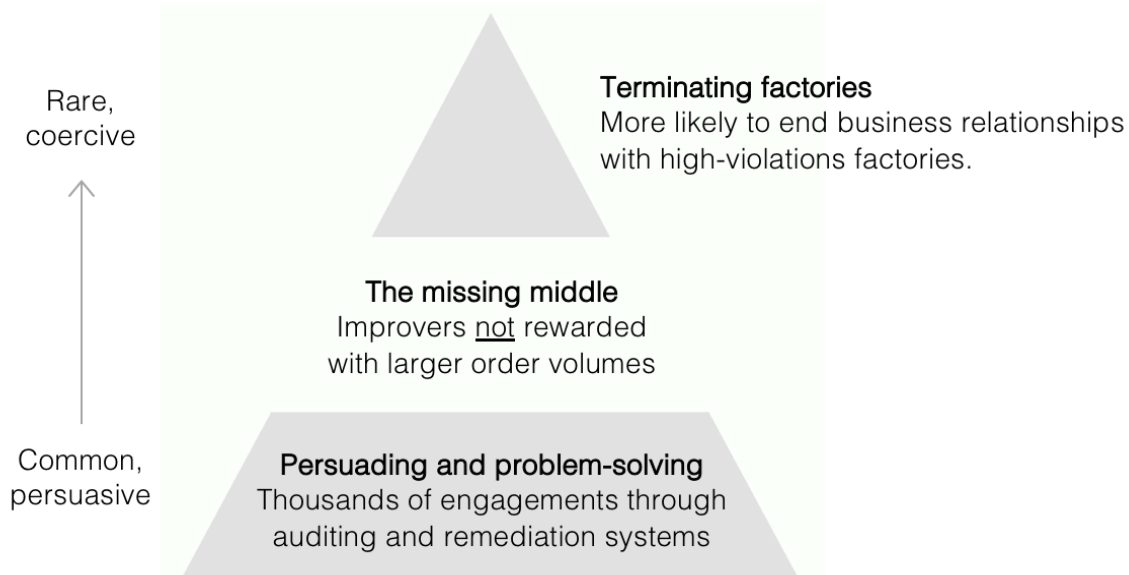 Rare,
coercive
Terminating factories
More likely to end business relationships
with high-violations factories.
The missing middle
Improvers not rewarded
with larger order volumes
Common,
persuasive
Persuading and problem-solving
Thousands of engagements through
auditing and remediation systems